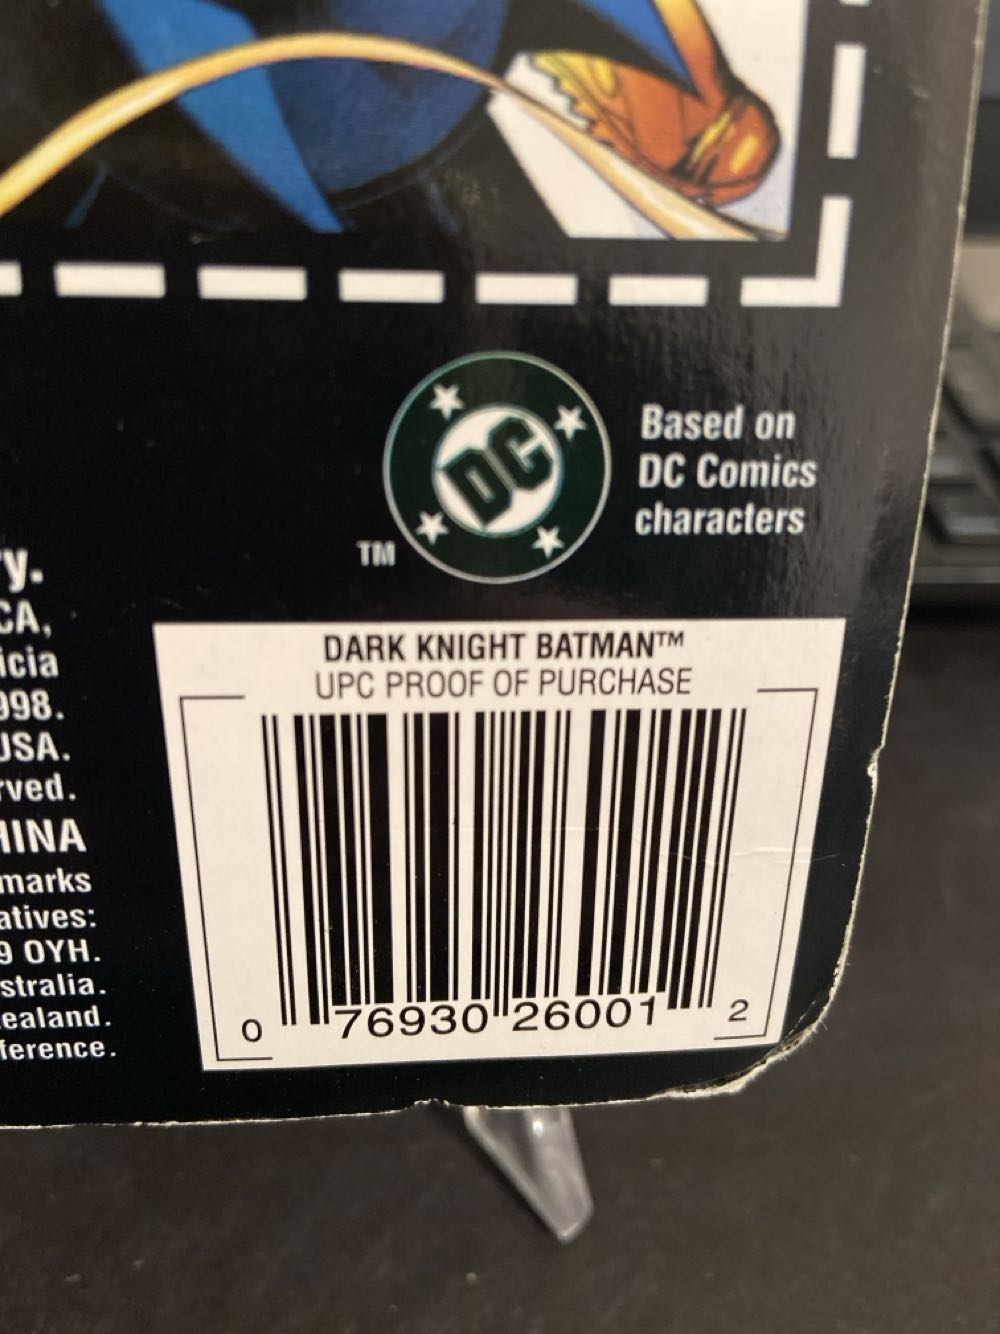 DC
Based on
DC Comics
characters
TM
y.
CA,
icia
998.
USA.
rved.
HINA
marks
atives:
9 OYH.
stralia.
ealand.
ference.
DARK KNIGHT BATMAN™
UPC PROOF OF PURCHASE
0 76930 26001 2